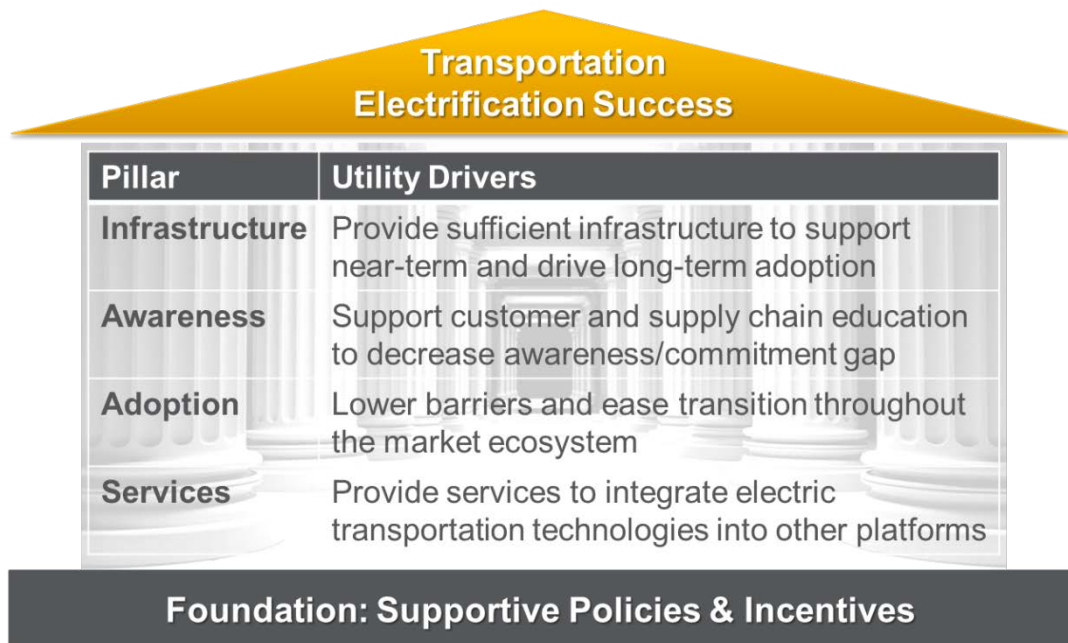 Transportation
Electrification Success
Pillar
Utility Drivers
Infrastructure
Provide sufficient infrastructure to support
near-term and drive long-term adoption
Awareness
Support customer and supply chain education
to decrease awareness/commitment gap
Adoption
Lower barriers and ease transition throughout
the market ecosystem
Services
Provide services to integrate electric
transportation technologies into other platforms
Foundation: Supportive Policies & Incentives